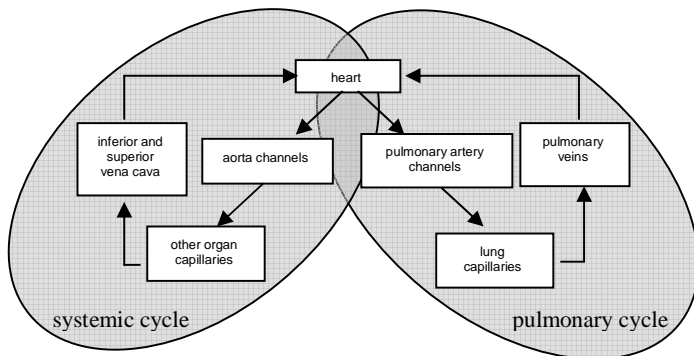 heart
inferior and
superior
vena cava
aorta channels
pulmonary artery
channels
pulmonary
veins
other organ
capillaries
lung
capillaries
systemic cycle
pulmonary cycle